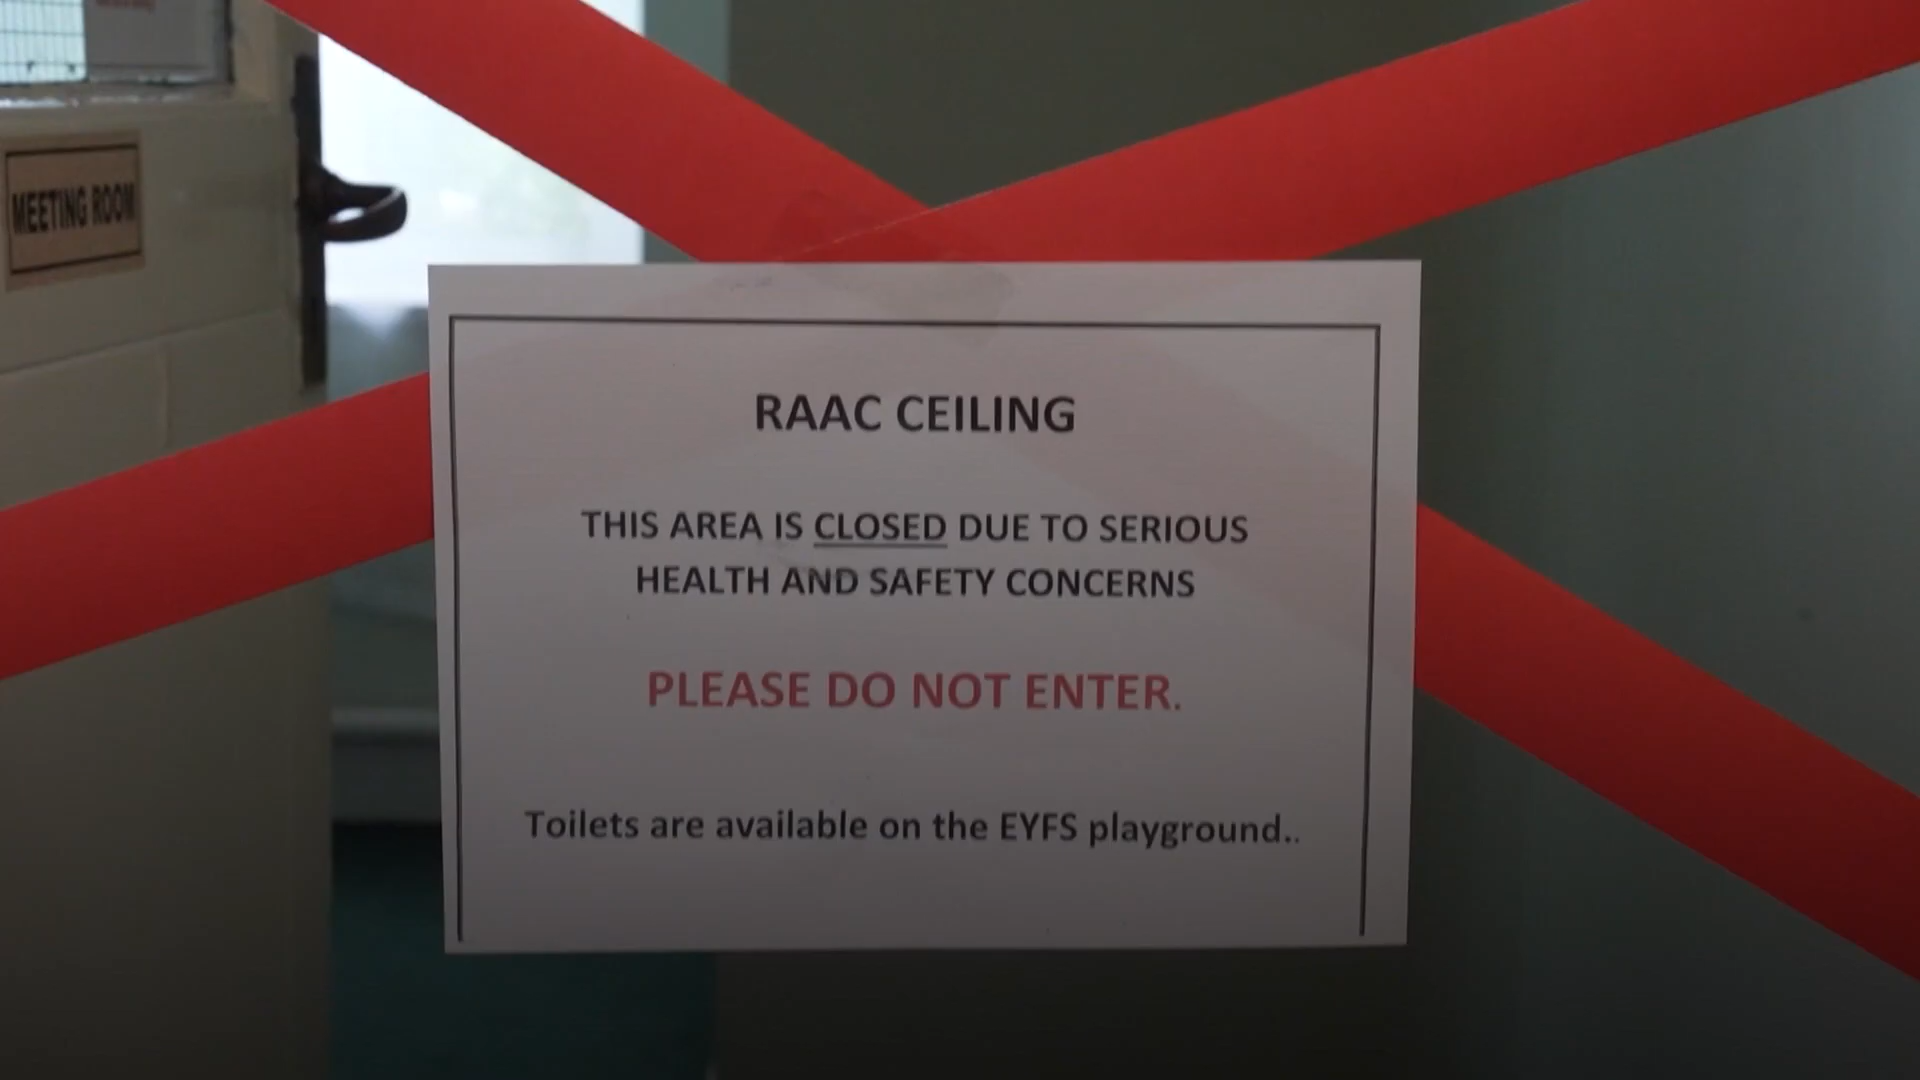 MEETING ROOM
RAAC CEILING
THIS AREA IS CLOSED DUE TO SERIOUS
HEALTH AND SAFETY CONCERNS
PLEASE DO NOT ENTER.
Toilets are available on the EYFS playground..